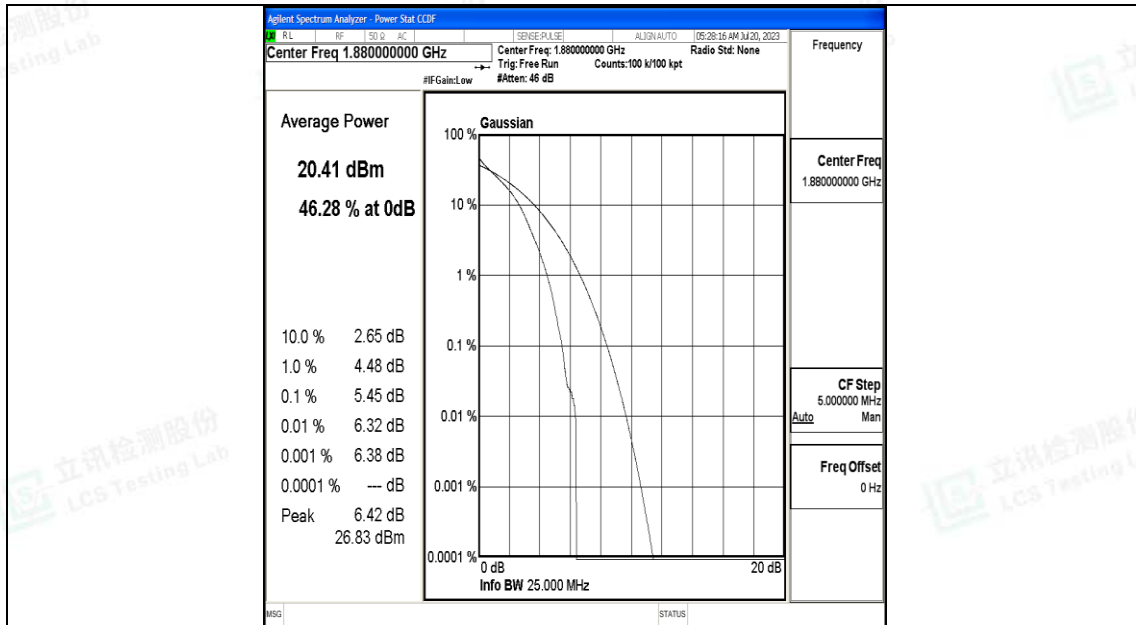 Agilent Spectrum Analyzer - Power Stat CCDF
LXI RL RF 50 Ω AC SENSE:PULSE ALIGN AUTO 05:28:16 AM Jul 20, 2023
Center Freq 1.880000000 GHz
Center Freq: 1.880000000 GHz Radio Std: None
Trig: Free Run Counts:100 k/100 kpt
#IFGain:Low #Atten: 46 dB
Frequency
Average Power
20.41 dBm
46.28 % at 0dB
10.0 % 2.65 dB
1.0 % 4.48 dB
0.1 % 5.45 dB
0.01 % 6.32 dB
0.001 % 6.38 dB
0.0001 % --- dB
Peak 6.42 dB
26.83 dBm
Gaussian
100 %
10 %
1 %
0.1 %
0.01 %
0.001 %
0.0001 %
0 dB 20 dB
Info BW 25.000 MHz
Center Freq
1.880000000 GHz
CF Step
5.000000 MHz
Auto Man
Freq Offset
0 Hz
MSG STATUS
立讯检测股份
LCS Testing Lab
立讯检测股份